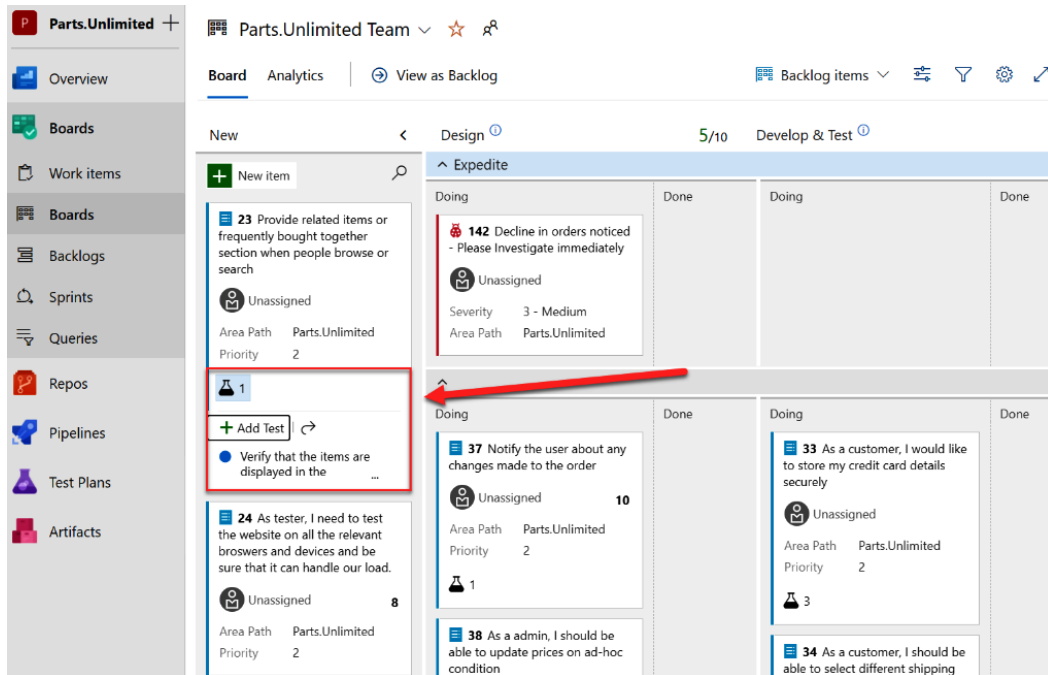 P Parts.Unlimited
Overview
Boards
Work items
Boards
Backlogs
Sprints
Queries
Repos
Pipelines
Test Plans
Artifacts
Parts.Unlimited Team
Board Analytics View as Backlog
Backlog items
New
Design
5/10
Develop & Test
New item
23 Provide related items or
frequently bought together
section when people browse or
search
Unassigned
Area Path Parts.Unlimited
Priority 2
1
+ Add Test
Verify that the items are
displayed in the
...
24 As tester, I need to test
the website on all the relevant
broswers and devices and be
sure that it can handle our load.
Unassigned 8
Area Path Parts.Unlimited
Priority 2
Expedite
Doing
Done
Doing
Done
142 Decline in orders noticed
- Please Investigate immediately
Unassigned
Severity 3 - Medium
Area Path Parts.Unlimited
Doing
Done
Doing
Done
37 Notify the user about any
changes made to the order
Unassigned 10
Area Path Parts.Unlimited
Priority 2
1
38 As a admin, I should be
able to update prices on ad-hoc
condition
33 As a customer, I would like
to store my credit card details
securely
Unassigned
Area Path Parts.Unlimited
Priority 2
3
34 As a customer, I should be
able to select different shipping